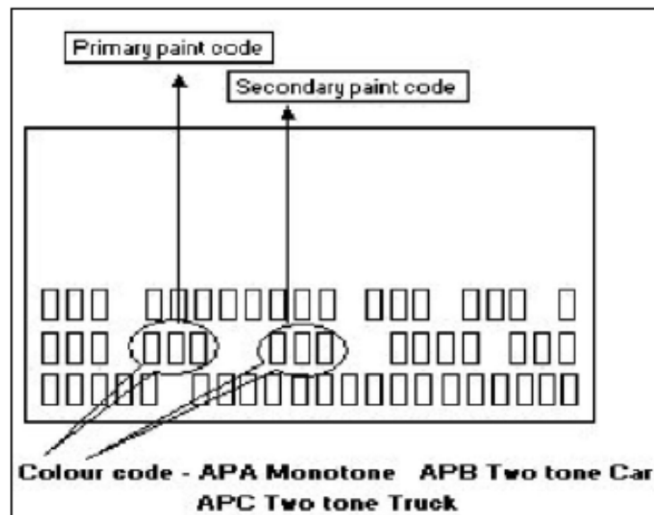 Primary paint code
Secondary paint code
Colour code - APA Monotone APB Two tone Car
APC Two tone Truck